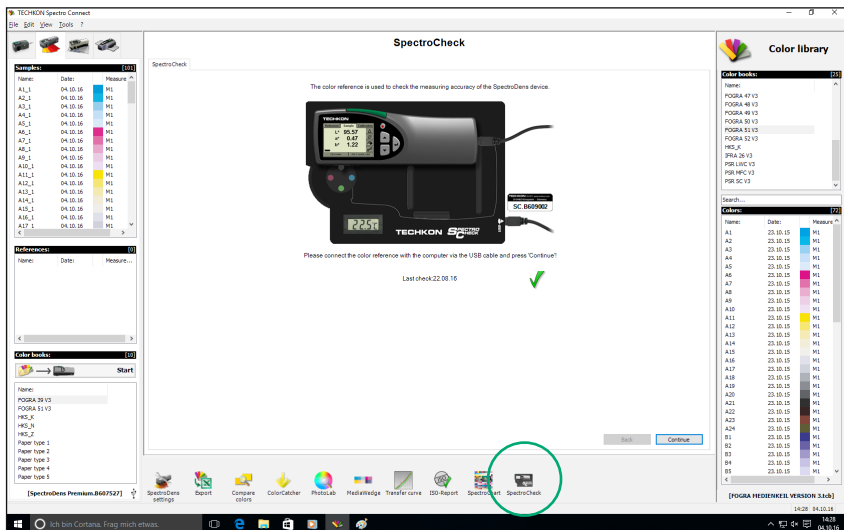 TECHKON Spectro Connect
File Edit View Tools ?
Samples: [101]
Name: Date: Measure
A1_1 04.10.16 M1
A2_1 04.10.16 M1
A3_1 04.10.16 M1
A4_1 04.10.16 M1
A5_1 04.10.16 M1
A6_1 04.10.16 M1
A7_1 04.10.16 M1
A8_1 04.10.16 M1
A9_1 04.10.16 M1
A10_1 04.10.16 M1
A11_1 04.10.16 M1
A12_1 04.10.16 M1
A13_1 04.10.16 M1
A14_1 04.10.16 M1
A15_1 04.10.16 M1
A16_1 04.10.16 M1
A17_1 04.10.16 M1
References: [0]
Name: Date: Measure...
Color books: [10]
Start
Name:
FOGRA 39 V3
FOGRA 51 V3
HKS_K
HKS_N
HKS_Z
Paper type 1
Paper type 2
Paper type 3
Paper type 4
Paper type 5
[SpectroDens Premium.B607527]
SpectroCheck
SpectroCheck
The color reference is used to check the measuring accuracy of the SpectroDens device.
TECHKON
Sample
L* 95.57
a* 0.47
b* 1.22
SC.B609002
TECHKON SPECTRO CHECK
Please connect the color reference with the computer via the USB cable and press 'Continue'!
Last check:22.08.16
Back Continue
SpectroDens settings
Export
Compare colors
ColorCatcher
PhotoLab
MediaWedge
Transfer curve
ISO-Report
SpectroChart
SpectroCheck
Color library
Color books: [25]
Name:
FOGRA 47 V3
FOGRA 48 V3
FOGRA 49 V3
FOGRA 50 V3
FOGRA 51 V3
FOGRA 52 V3
HKS_K
IFRA 26 V3
PSR LWC V3
PSR MFC V3
PSR SC V3
Search...
Colors: [72]
Name: Date: Measure
A1 23.10.15 M1
A2 23.10.15 M1
A3 23.10.15 M1
A4 23.10.15 M1
A5 23.10.15 M1
A6 23.10.15 M1
A7 23.10.15 M1
A8 23.10.15 M1
A9 23.10.15 M1
A10 23.10.15 M1
A11 23.10.15 M1
A12 23.10.15 M1
A13 23.10.15 M1
A14 23.10.15 M1
A15 23.10.15 M1
A16 23.10.15 M1
A17 23.10.15 M1
A18 23.10.15 M1
A19 23.10.15 M1
A20 23.10.15 M1
A21 23.10.15 M1
A22 23.10.15 M1
A23 23.10.15 M1
A24 23.10.15 M1
B1 23.10.15 M1
B2 23.10.15 M1
B3 23.10.15 M1
B4 23.10.15 M1
B5 23.10.15 M1
[FOGRA MEDIENKEIL VERSION 3.tcb]
14:28 04.10.16
Ich bin Cortana. Frag mich etwas.
14:28
04.10.16